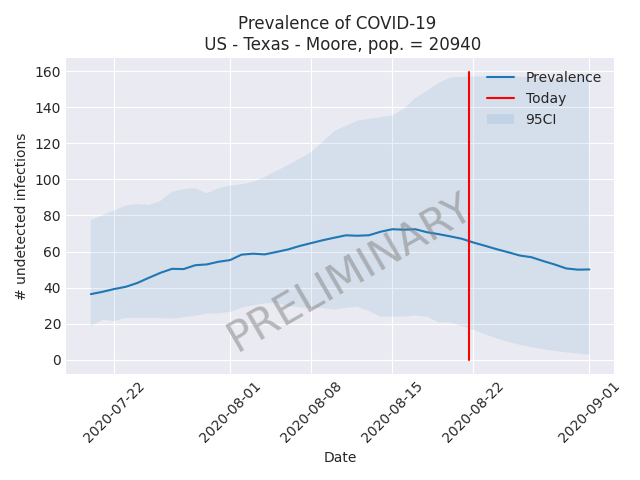 Prevalence of COVID-19
US - Texas - Moore, pop. = 20940
160
140
120
100
80
60
40
20
0
# undetected infections
Prevalence
Today
95CI
PRELIMINARY
2020-07-22
2020-08-01
2020-08-08
2020-08-15
2020-08-22
2020-09-01
Date